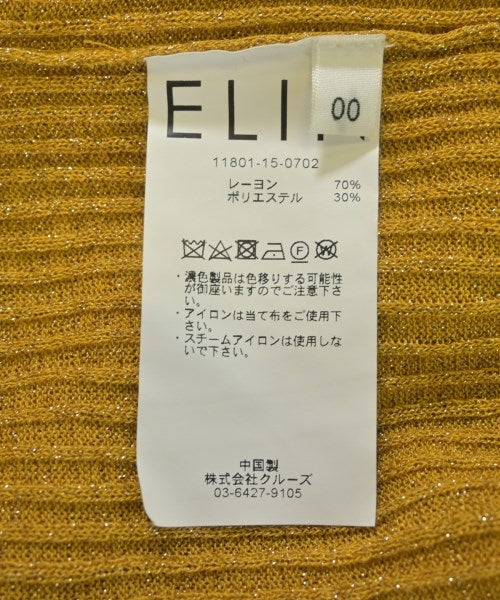 ELI
00
11801-15-0702
レーヨン 70%
ポリエステル 30%
・濃色製品は色移りする可能性
が御座いますのでご注意下さ
い。
・アイロンは当て布をご使用下
さい。
・スチームアイロンは使用しな
いで下さい。
中国製
株式会社クルーズ
03-6427-9105